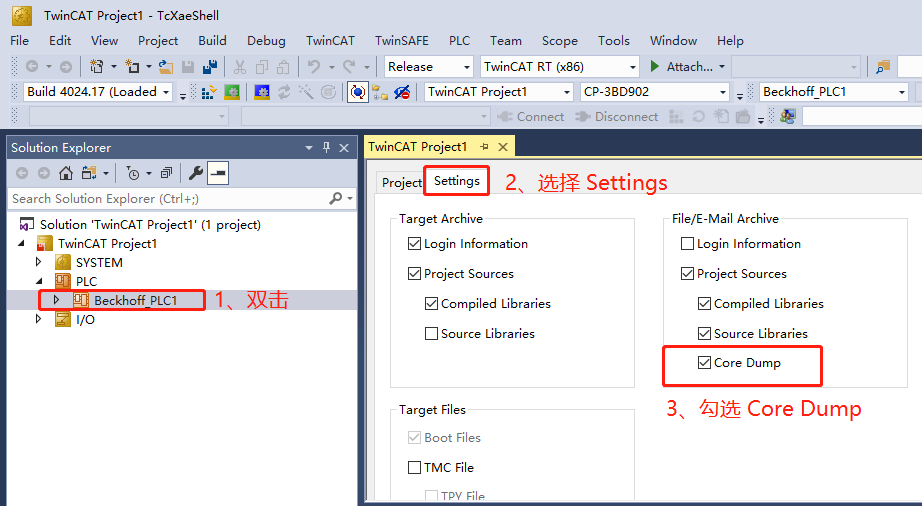 TwinCAT Project1 - TcXaeShell
File Edit View Project Build Debug TwinCAT TwinSAFE PLC Team Scope Tools Window Help
Release TwinCAT RT (x86) Attach...
Build 4024.17 (Loaded TwinCAT Project1 CP-3BD902 Beckhoff_PLC1
Connect Disconnect
Solution Explorer
Search Solution Explorer (Ctrl+;)
Solution 'TwinCAT Project1' (1 project)
TwinCAT Project1
SYSTEM
PLC
Beckhoff_PLC1
1、双击
I/O
TwinCAT Project1
Project Settings
2、选择 Settings
Target Archive
Login Information
Project Sources
Compiled Libraries
Source Libraries
File/E-Mail Archive
Login Information
Project Sources
Compiled Libraries
Source Libraries
Core Dump
3、勾选 Core Dump
Target Files
Boot Files
TMC File
TPY File